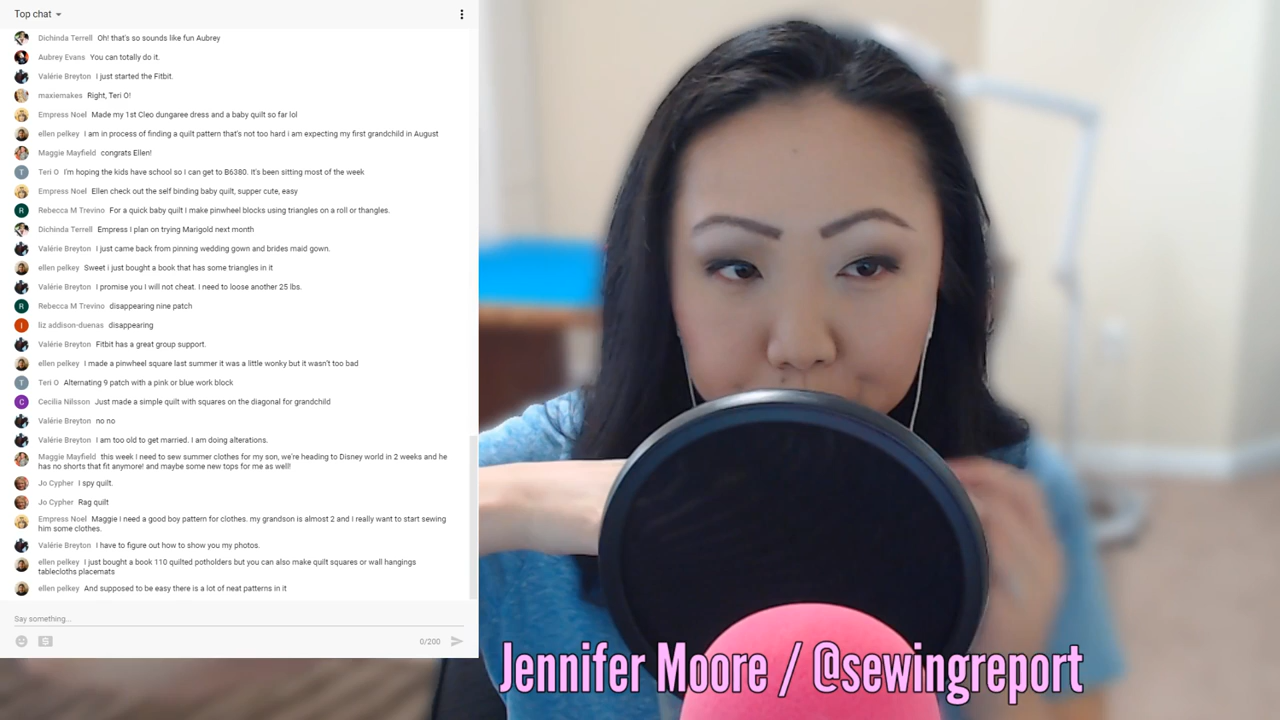 Top chat
Dichinda Terrell Oh! that's so sounds like fun Aubrey
Aubrey Evans You can totally do it.
Valérie Breyton I just started the Fitbit.
maxiemakes Right, Teri O!
Empress Noel Made my 1st Cleo dungaree dress and a baby quilt so far lol
ellen pelkey I am in process of finding a quilt pattern that's not too hard i am expecting my first grandchild in August
Maggie Mayfield congrats Ellen!
T Teri O I'm hoping the kids have school so I can get to B6380. It's been sitting most of the week
Empress Noel Ellen check out the self binding baby quilt, supper cute, easy
R Rebecca M Trevino For a quick baby quilt I make pinwheel blocks using triangles on a roll or thangles.
Dichinda Terrell Empress I plan on trying Marigold next month
Valérie Breyton I just came back from pinning wedding gown and brides maid gown.
ellen pelkey Sweet i just bought a book that has some triangles in it
Valérie Breyton I promise you I will not cheat. I need to loose another 25 lbs.
R Rebecca M Trevino disappearing nine patch
l liz addison-duenas disappearing
Valérie Breyton Fitbit has a great group support.
ellen pelkey I made a pinwheel square last summer it was a little wonky but it wasn't too bad
T Teri O Alternating 9 patch with a pink or blue work block
C Cecilia Nilsson Just made a simple quilt with squares on the diagonal for grandchild
Valérie Breyton no no
Valérie Breyton I am too old to get married. I am doing alterations.
Maggie Mayfield this week I need to sew summer clothes for my son, we're heading to Disney world in 2 weeks and he
has no shorts that fit anymore! and maybe some new tops for me as well!
Jo Cypher I spy quilt.
Jo Cypher Rag quilt
Empress Noel Maggie i need a good boy pattern for clothes. my grandson is almost 2 and i really want to start sewing
him some clothes.
Valérie Breyton I have to figure out how to show you my photos.
ellen pelkey I just bought a book 110 quilted potholders but you can also make quilt squares or wall hangings
tablecloths placemats
ellen pelkey And supposed to be easy there is a lot of neat patterns in it
Say something...
0/200
Jennifer Moore / @sewingreport